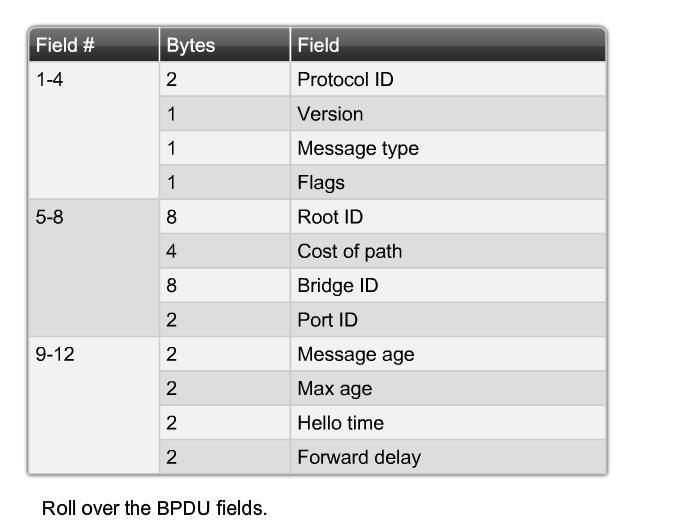 Field # Bytes Field
1-4 2 Protocol ID
1 Version
1 Message type
1 Flags
5-8 8 Root ID
4 Cost of path
8 Bridge ID
2 Port ID
9-12 2 Message age
2 Max age
2 Hello time
2 Forward delay
Roll over the BPDU fields.